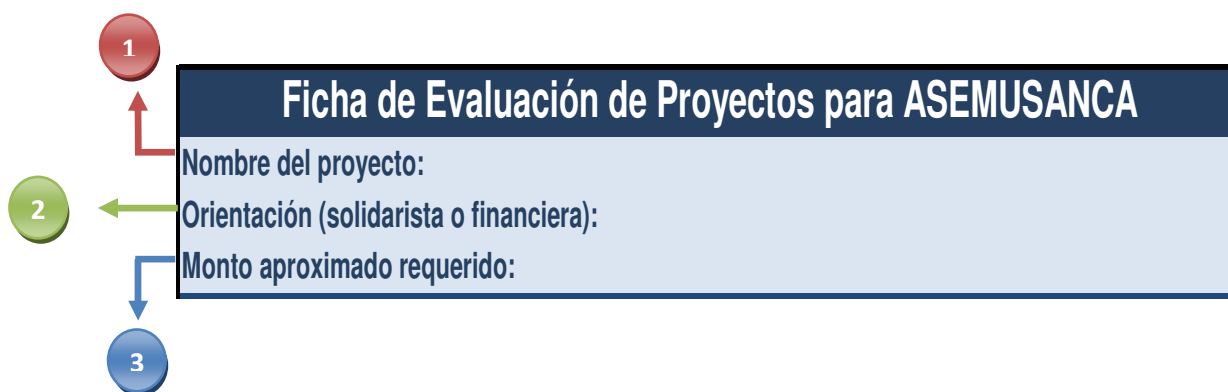 1
Ficha de Evaluación de Proyectos para ASEMUSANCA
Nombre del proyecto:
2
Orientación (solidarista o financiera):
Monto aproximado requerido:
3